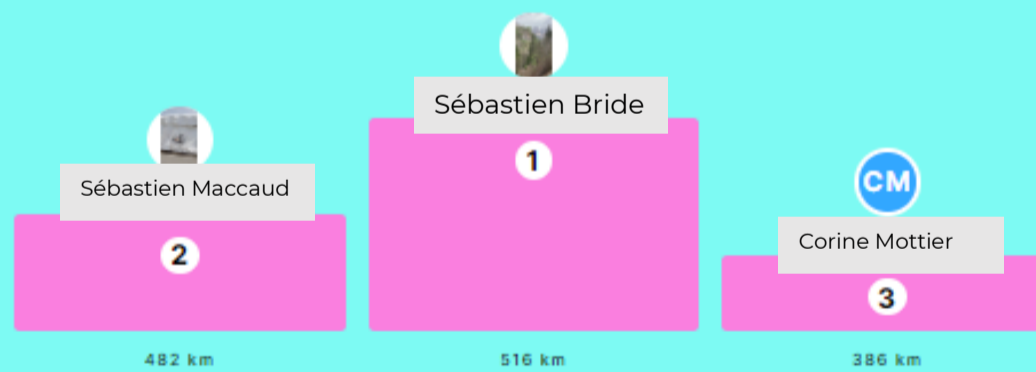 Sébastien Bride
1
Sébastien Maccaud
2
CM
Corine Mottier
3
482 km
516 km
386 km